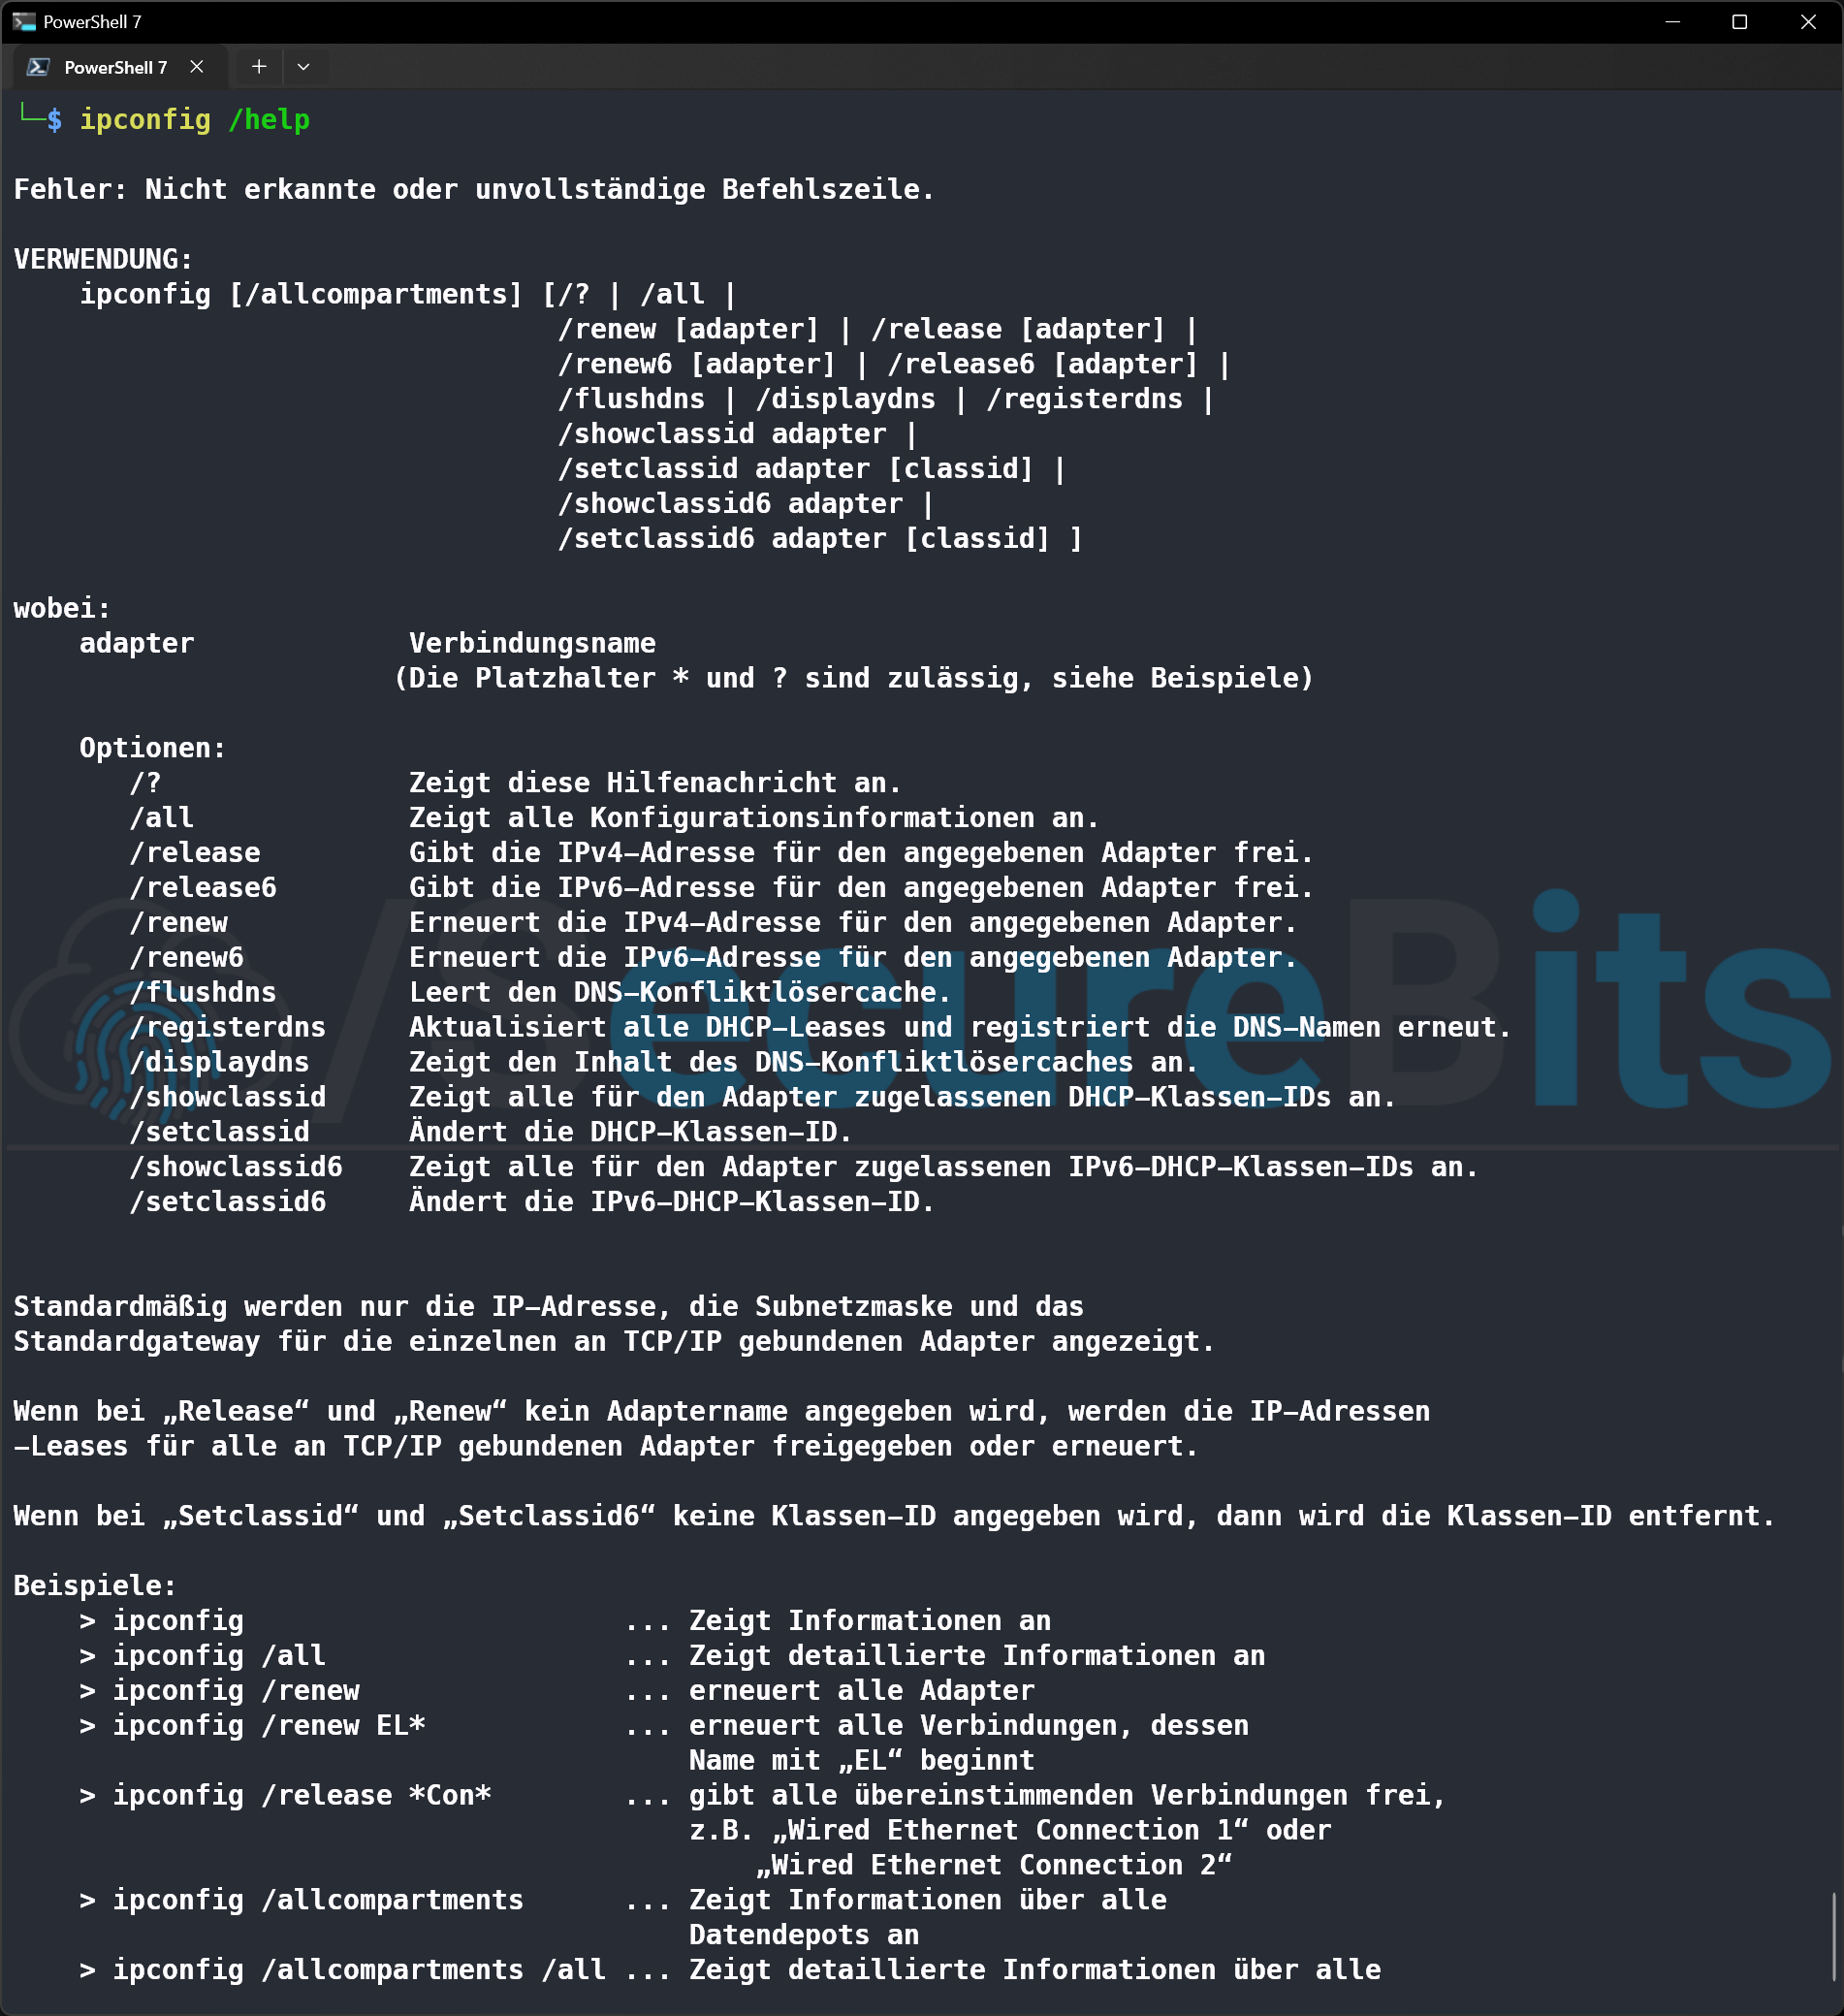 PowerShell 7
PowerShell 7
└─$ ipconfig /help
Fehler: Nicht erkannte oder unvollständige Befehlszeile.
VERWENDUNG:
    ipconfig [/allcompartments] [/? | /all |
                                 /renew [adapter] | /release [adapter] |
                                 /renew6 [adapter] | /release6 [adapter] |
                                 /flushdns | /displaydns | /registerdns |
                                 /showclassid adapter |
                                 /setclassid adapter [classid] |
                                 /showclassid6 adapter |
                                 /setclassid6 adapter [classid] ]
wobei:
    adapter             Verbindungsname
                       (Die Platzhalter * und ? sind zulässig, siehe Beispiele)
    Optionen:
       /?               Zeigt diese Hilfenachricht an.
       /all             Zeigt alle Konfigurationsinformationen an.
       /release         Gibt die IPv4-Adresse für den angegebenen Adapter frei.
       /release6        Gibt die IPv6-Adresse für den angegebenen Adapter frei.
       /renew           Erneuert die IPv4-Adresse für den angegebenen Adapter.
       /renew6          Erneuert die IPv6-Adresse für den angegebenen Adapter.
       /flushdns        Leert den DNS-Konfliktlösercache.
       /registerdns     Aktualisiert alle DHCP-Leases und registriert die DNS-Namen erneut.
       /displaydns      Zeigt den Inhalt des DNS-Konfliktlösercaches an.
       /showclassid     Zeigt alle für den Adapter zugelassenen DHCP-Klassen-IDs an.
       /setclassid      Ändert die DHCP-Klassen-ID.
       /showclassid6    Zeigt alle für den Adapter zugelassenen IPv6-DHCP-Klassen-IDs an.
       /setclassid6     Ändert die IPv6-DHCP-Klassen-ID.
/SecureBits
Standardmäßig werden nur die IP-Adresse, die Subnetzmaske und das
Standardgateway für die einzelnen an TCP/IP gebundenen Adapter angezeigt.
Wenn bei „Release“ und „Renew“ kein Adaptername angegeben wird, werden die IP-Adressen
-Leases für alle an TCP/IP gebundenen Adapter freigegeben oder erneuert.
Wenn bei „Setclassid“ und „Setclassid6“ keine Klassen-ID angegeben wird, dann wird die Klassen-ID entfernt.
Beispiele:
    > ipconfig                       ... Zeigt Informationen an
    > ipconfig /all                  ... Zeigt detaillierte Informationen an
    > ipconfig /renew                ... erneuert alle Adapter
    > ipconfig /renew EL*            ... erneuert alle Verbindungen, dessen
                                         Name mit „EL“ beginnt
    > ipconfig /release *Con*        ... gibt alle übereinstimmenden Verbindungen frei,
                                         z.B. „Wired Ethernet Connection 1“ oder
                                             „Wired Ethernet Connection 2“
    > ipconfig /allcompartments      ... Zeigt Informationen über alle
                                         Datendepots an
    > ipconfig /allcompartments /all ... Zeigt detaillierte Informationen über alle